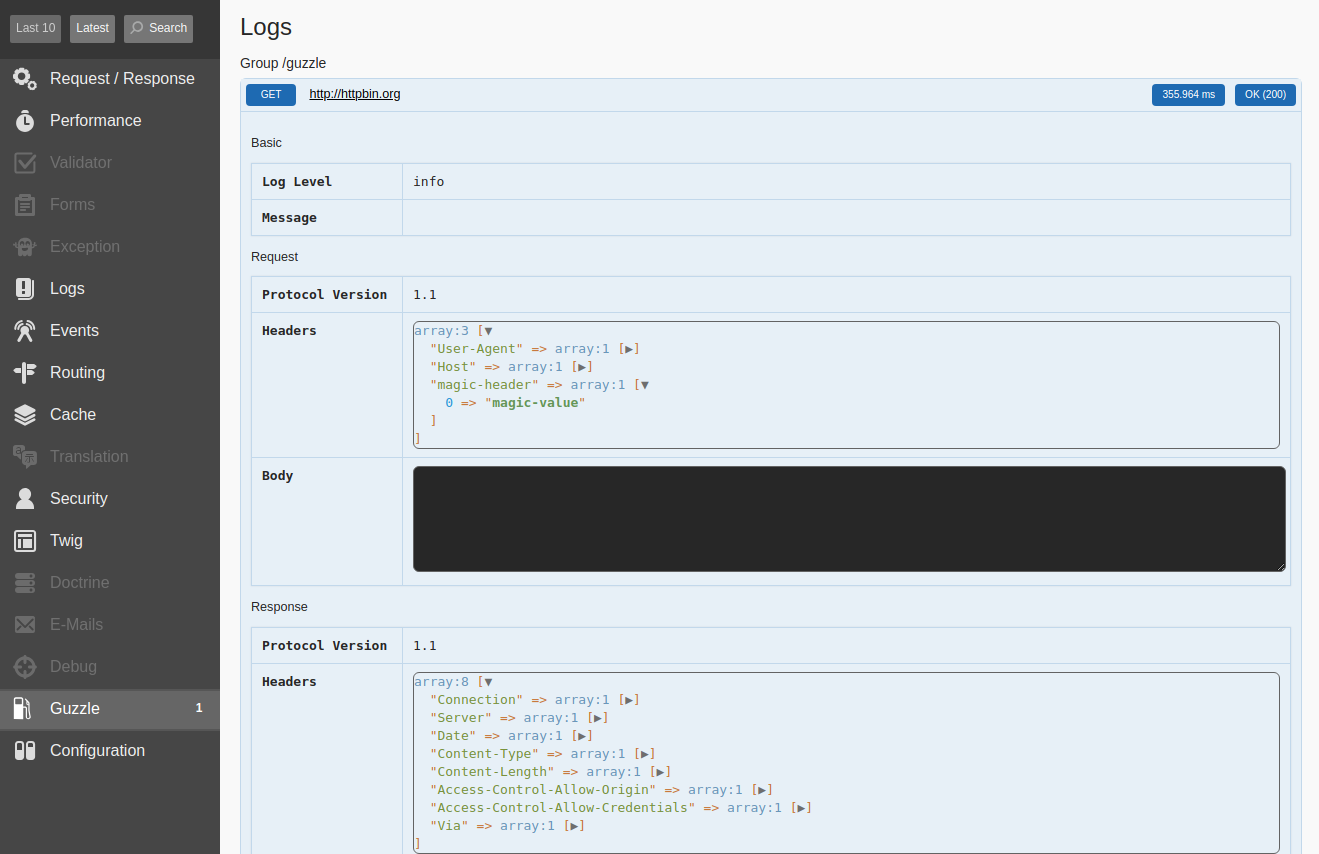 Last 10 Latest Search
Request / Response
Performance
Validator
Forms
Exception
Logs
Events
Routing
Cache
Translation
Security
Twig
Doctrine
E-Mails
Debug
Guzzle 1
Configuration
Logs
Group /guzzle
GET http://httpbin.org 355.964 ms OK (200)
Basic
Log Level info
Message
Request
Protocol Version 1.1
Headers array:3 [▼
"User-Agent" => array:1 [▶]
"Host" => array:1 [▶]
"magic-header" => array:1 [▼
0 => "magic-value"
]
]
Body
Response
Protocol Version 1.1
Headers array:8 [▼
"Connection" => array:1 [▶]
"Server" => array:1 [▶]
"Date" => array:1 [▶]
"Content-Type" => array:1 [▶]
"Content-Length" => array:1 [▶]
"Access-Control-Allow-Origin" => array:1 [▶]
"Access-Control-Allow-Credentials" => array:1 [▶]
"Via" => array:1 [▶]
]